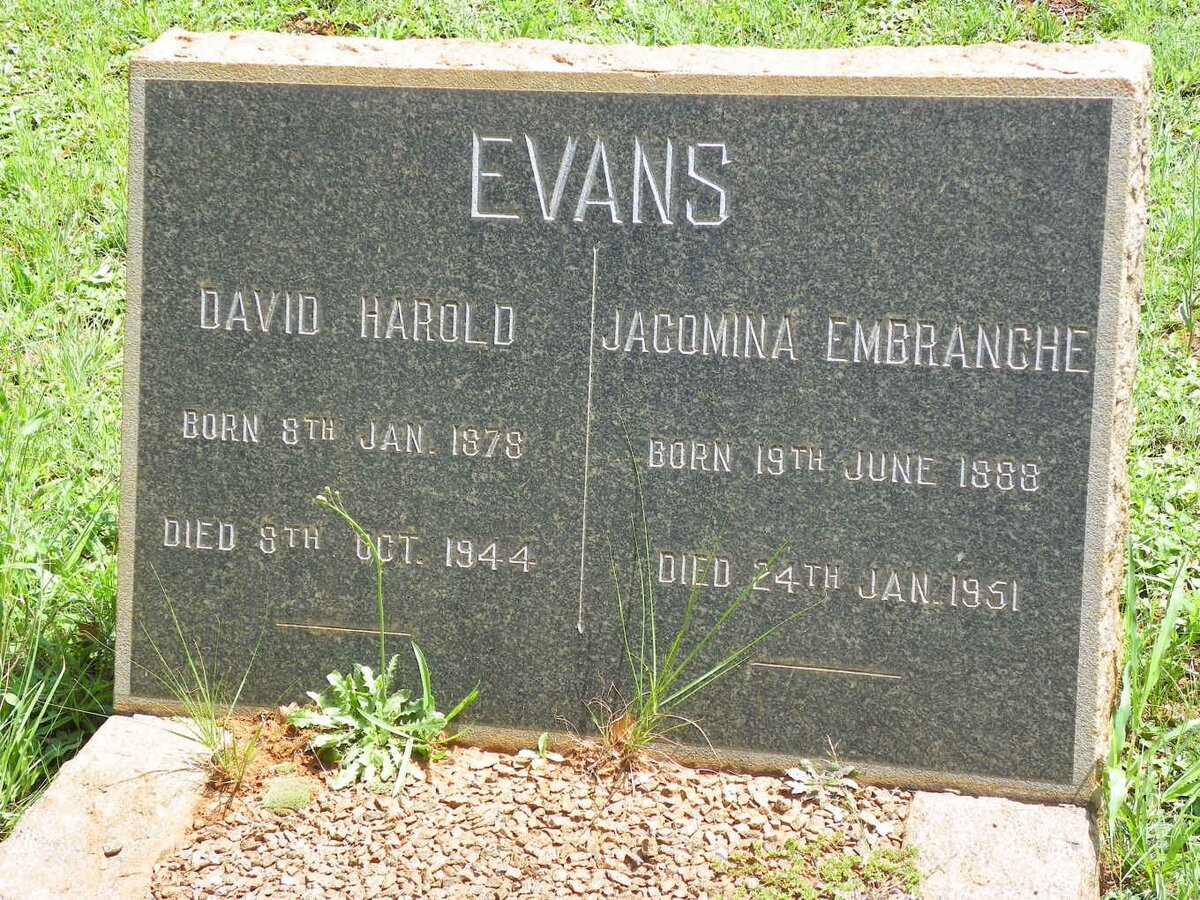 EVANS
DAVID HAROLD
BORN 8TH JAN. 1878
DIED 8TH OCT. 1944
JACOMINA EMBRANCHE
BORN 19TH JUNE 1888
DIED 24TH JAN. 1951